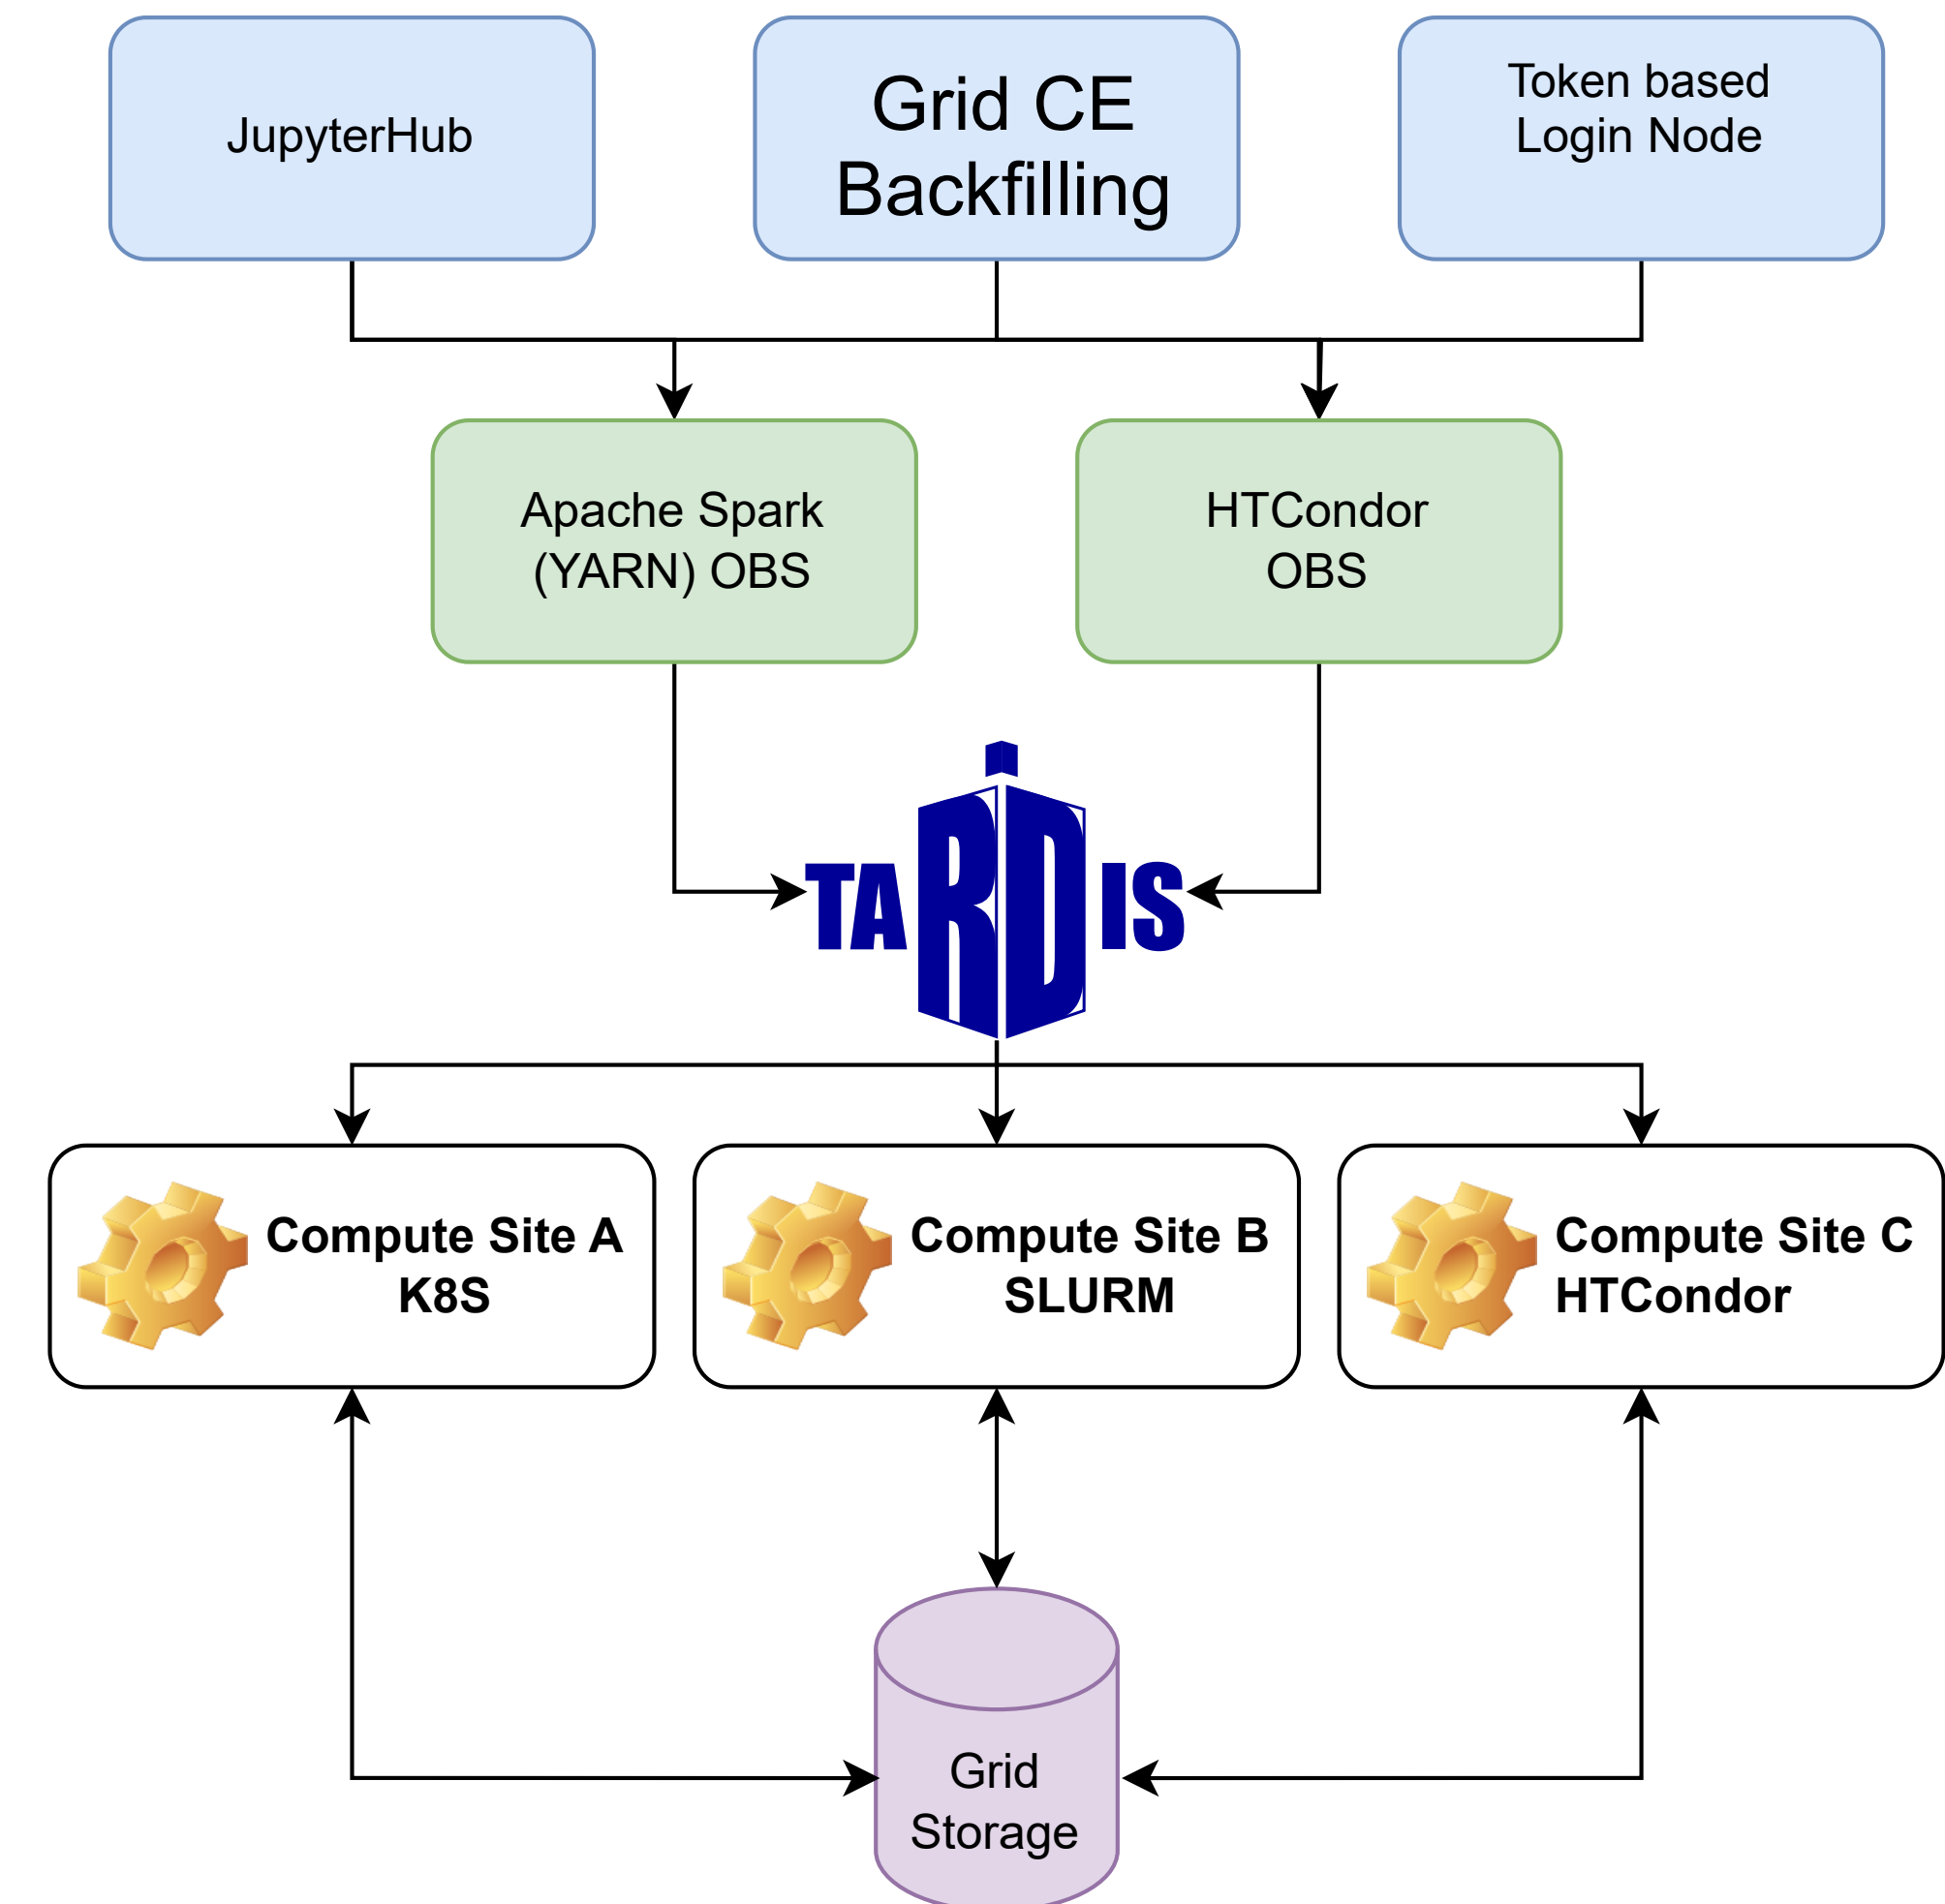 JupyterHub
Grid CE
Backfilling
Token based
Login Node
Apache Spark
(YARN) OBS
HTCondor
OBS
TARDIS
Compute Site A
K8S
Compute Site B
SLURM
Compute Site C
HTCondor
Grid
Storage